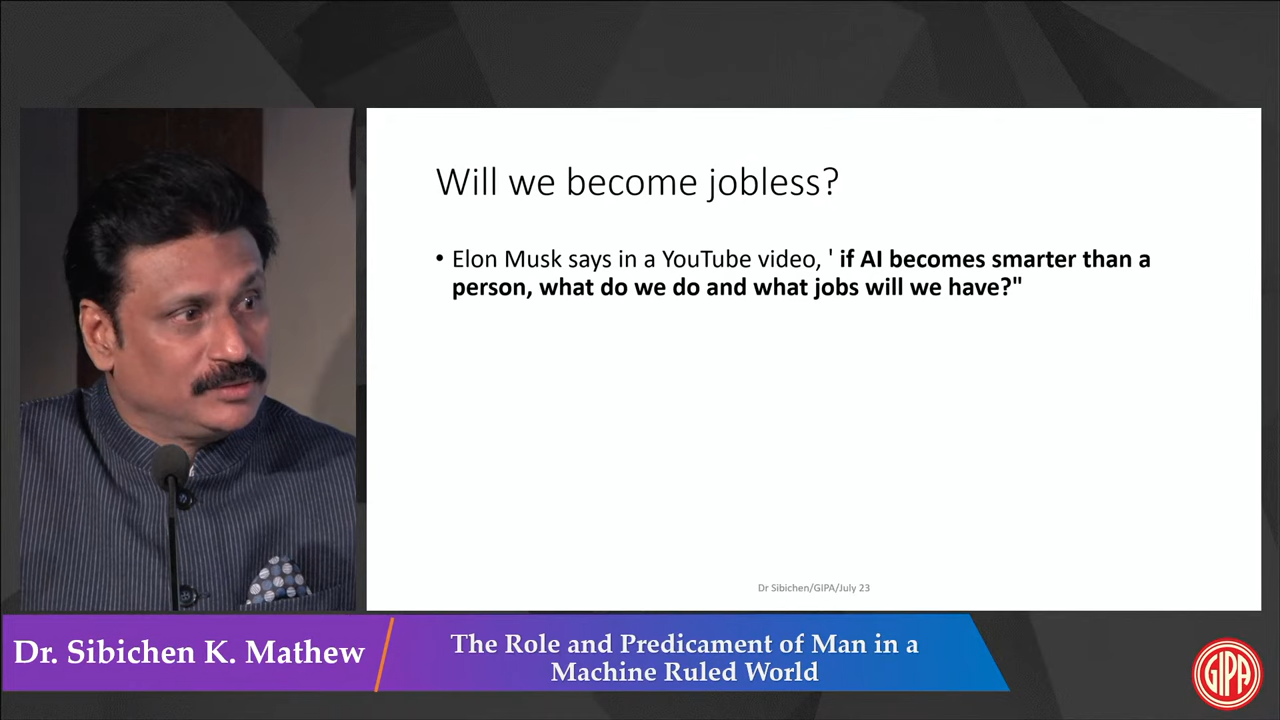 Will we become jobless?
• Elon Musk says in a YouTube video, ' if AI becomes smarter than a
person, what do we do and what jobs will we have?"
Dr Sibichen/GIPA/July 23
Dr. Sibichen K. Mathew
The Role and Predicament of Man in a
Machine Ruled World
GIPA